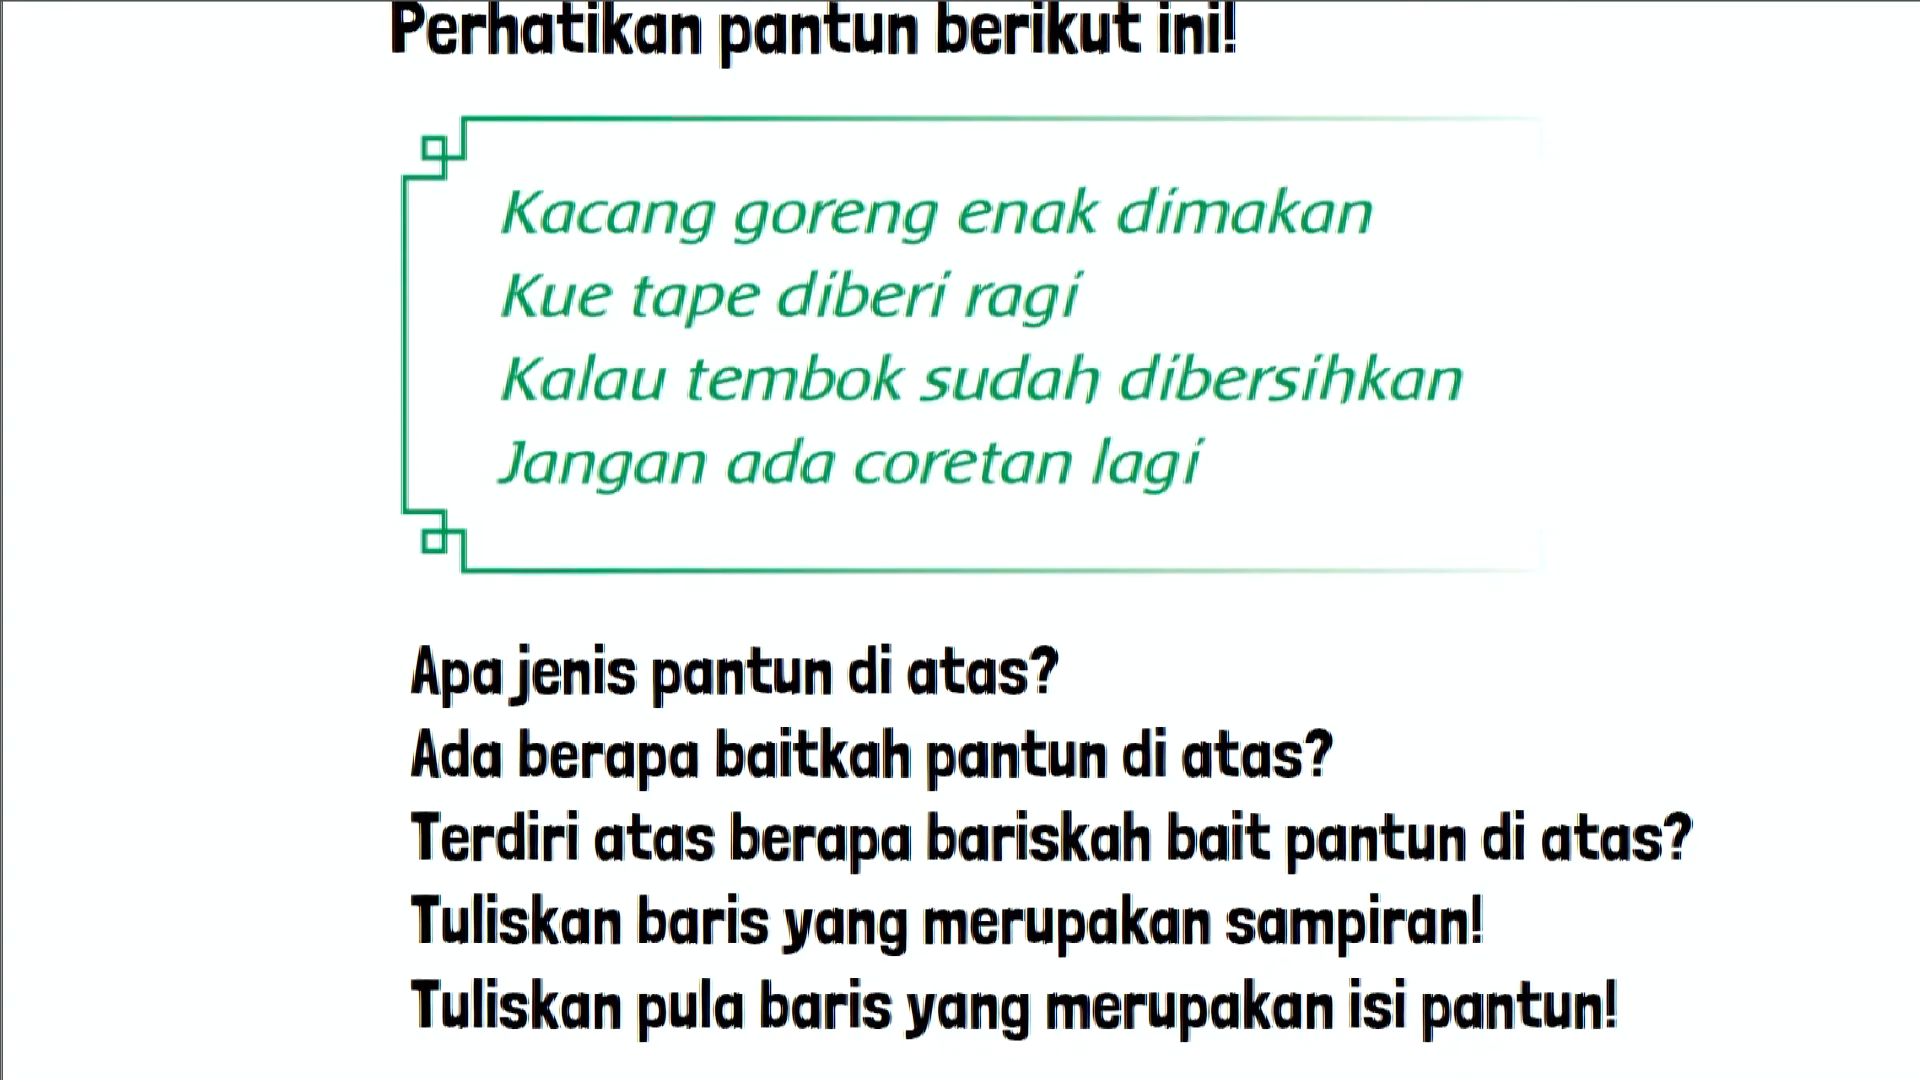 Perhatikan pantun berikut ini!
Kacang goreng enak dimakan
Kue tape diberi ragi
Kalau tembok sudah dibersihkan
Jangan ada coretan lagi
Apa jenis pantun di atas?
Ada berapa baitkah pantun di atas?
Terdiri atas berapa bariskah bait pantun di atas?
Tuliskan baris yang merupakan sampiran!
Tuliskan pula baris yang merupakan isi pantun!